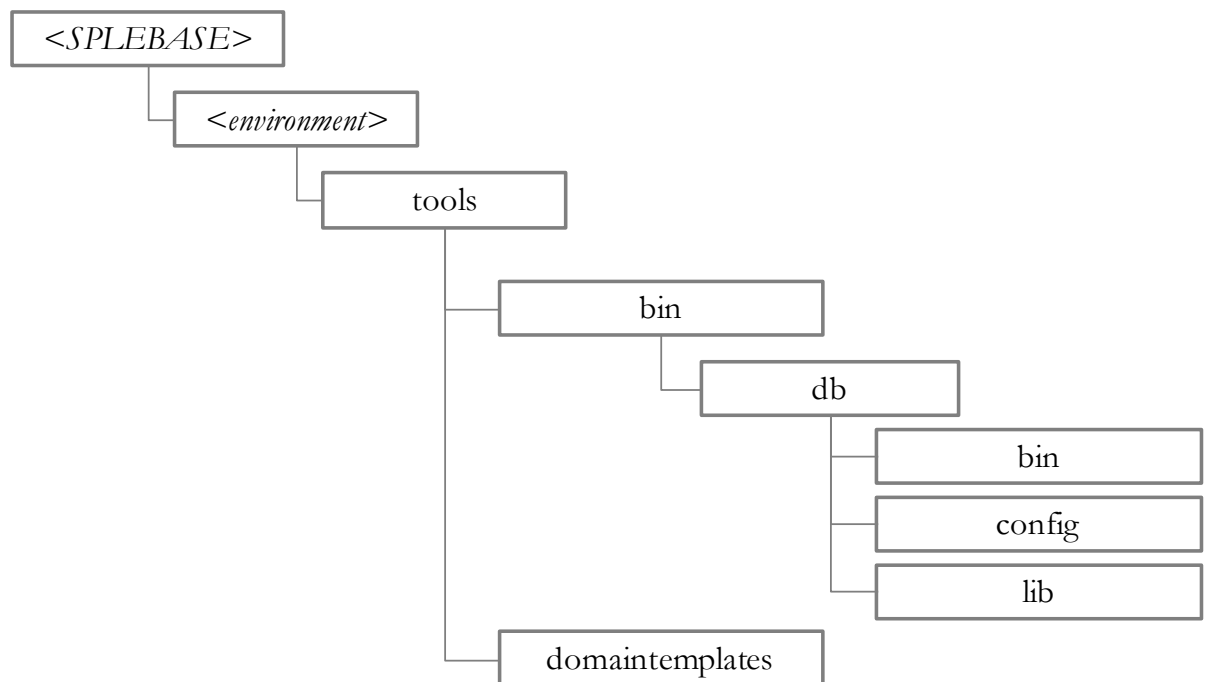 <SPLEBASE>
<environment>
tools
bin
db
bin
config
lib
domaintemplates